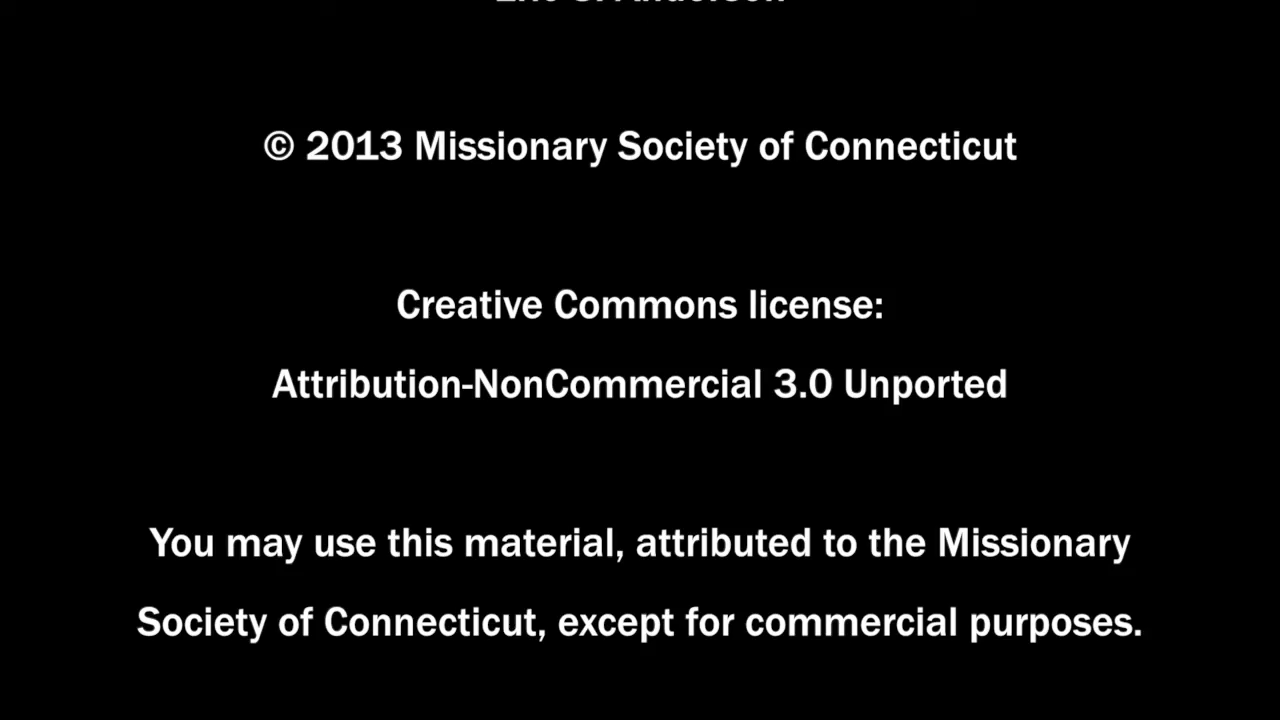 © 2013 Missionary Society of Connecticut
Creative Commons license:
Attribution-NonCommercial 3.0 Unported
You may use this material, attributed to the Missionary
Society of Connecticut, except for commercial purposes.